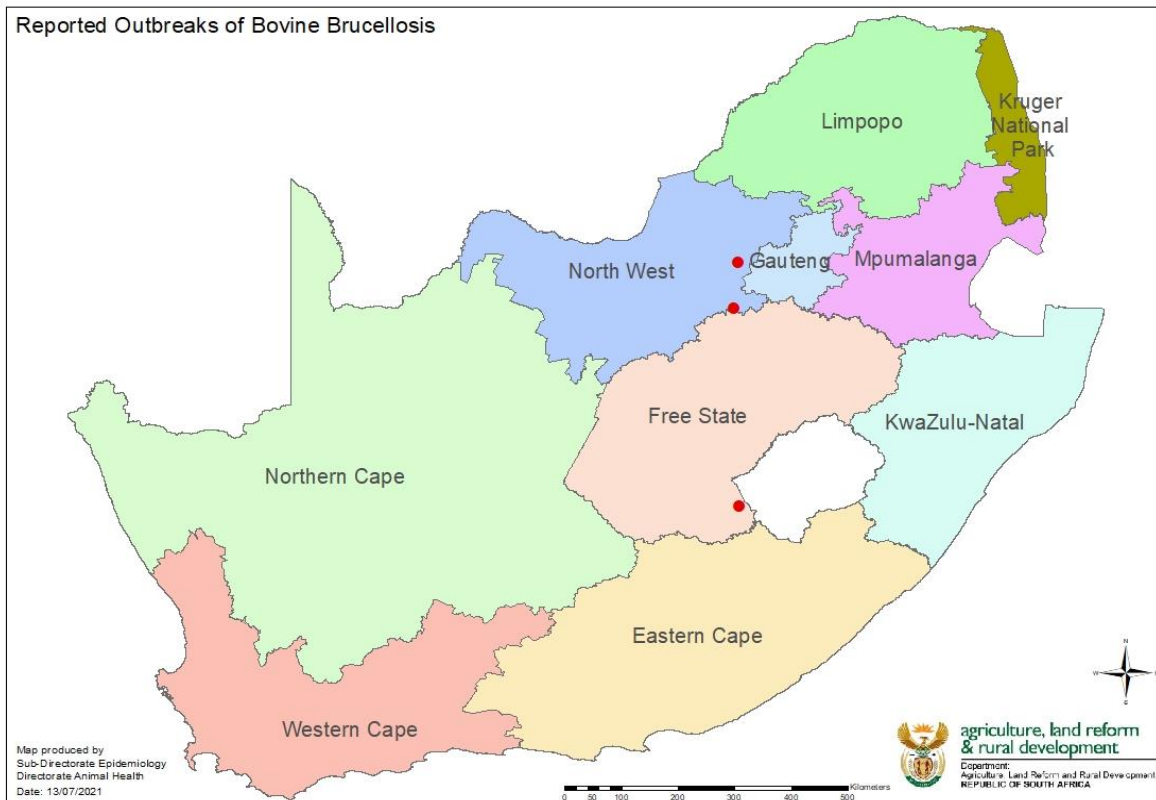 Reported Outbreaks of Bovine Brucellosis
Limpopo
Kruger
National
Park
North West
Gauteng
Mpumalanga
Free State
KwaZulu-Natal
Northern Cape
Eastern Cape
Western Cape
N
W
S
Map produced by
Sub-Directorate Epidemiology
Directorate Animal Health
Date: 13/07/2021
Kilometers
0 50 100 200 300 400 500
agriculture, land reform
& rural development
Department:
Agriculture, Land Reform and Rural Development
REPUBLIC OF SOUTH AFRICA